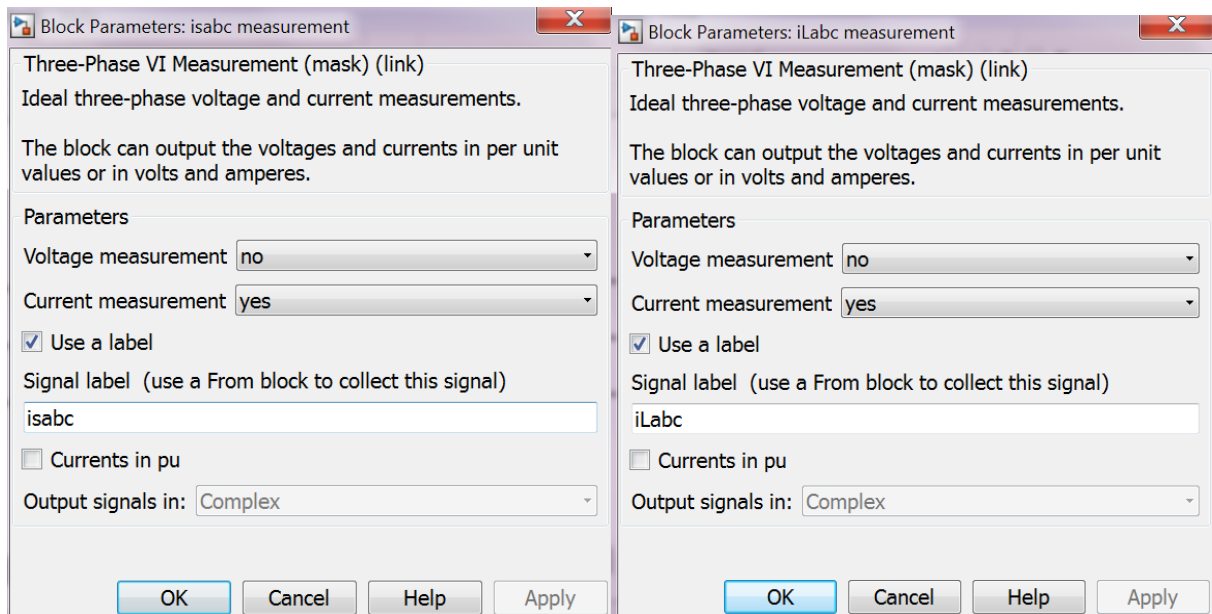 Block Parameters: isabc measurement
Three-Phase VI Measurement (mask) (link)
Ideal three-phase voltage and current measurements.
The block can output the voltages and currents in per unit
values or in volts and amperes.
Parameters
Voltage measurement no
Current measurement yes
Use a label
Signal label (use a From block to collect this signal)
isabc
Currents in pu
Output signals in: Complex
OK Cancel Help Apply
Block Parameters: iLabc measurement
Three-Phase VI Measurement (mask) (link)
Ideal three-phase voltage and current measurements.
The block can output the voltages and currents in per unit
values or in volts and amperes.
Parameters
Voltage measurement no
Current measurement yes
Use a label
Signal label (use a From block to collect this signal)
iLabc
Currents in pu
Output signals in: Complex
OK Cancel Help Apply